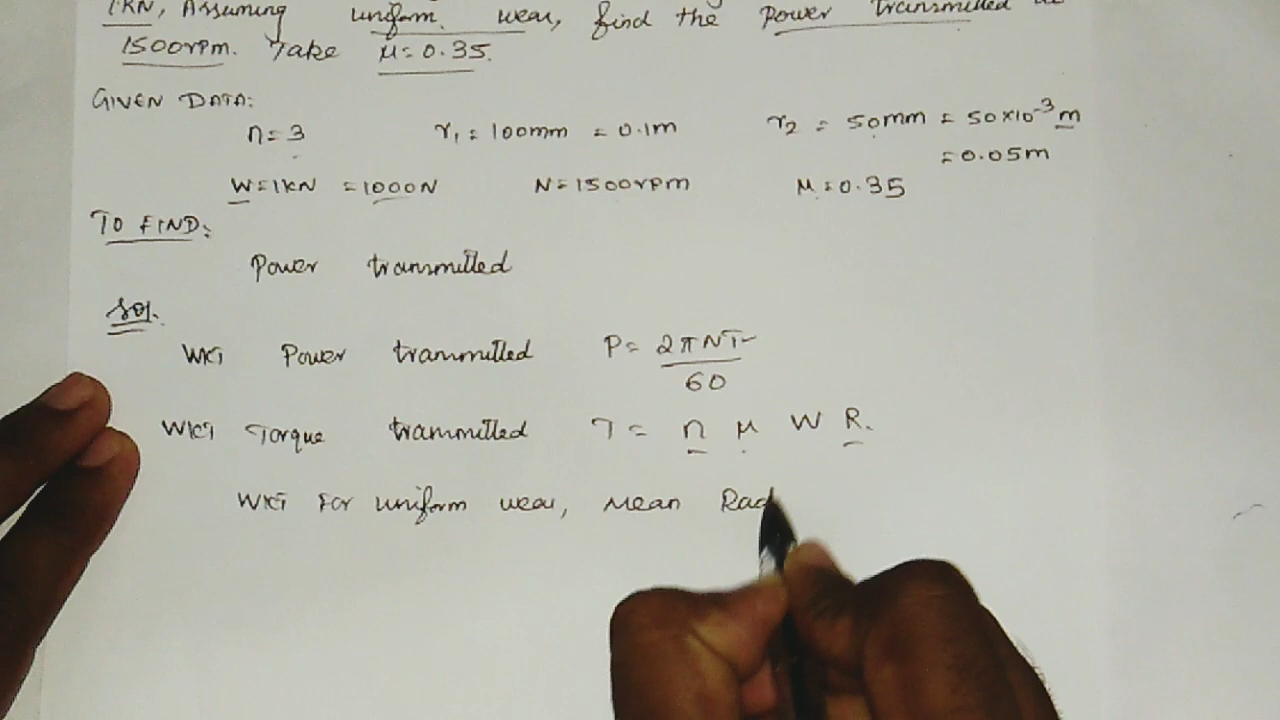 1KN, Assuming uniform wear, find the power transmitted
1500rpm. Take μ=0.35.
GIVEN DATA:
n=3 r₁=100mm = 0.1m r₂ = 50mm = 50×10⁻³m
=0.05m
W=1KN =1000N N=1500rpm μ=0.35
TO FIND:
Power transmitted
Sol.
WKT Power transmitted P= 2πNT
60
WKT Torque transmitted T= n μ W R.
WKT For uniform wear, Mean Rad